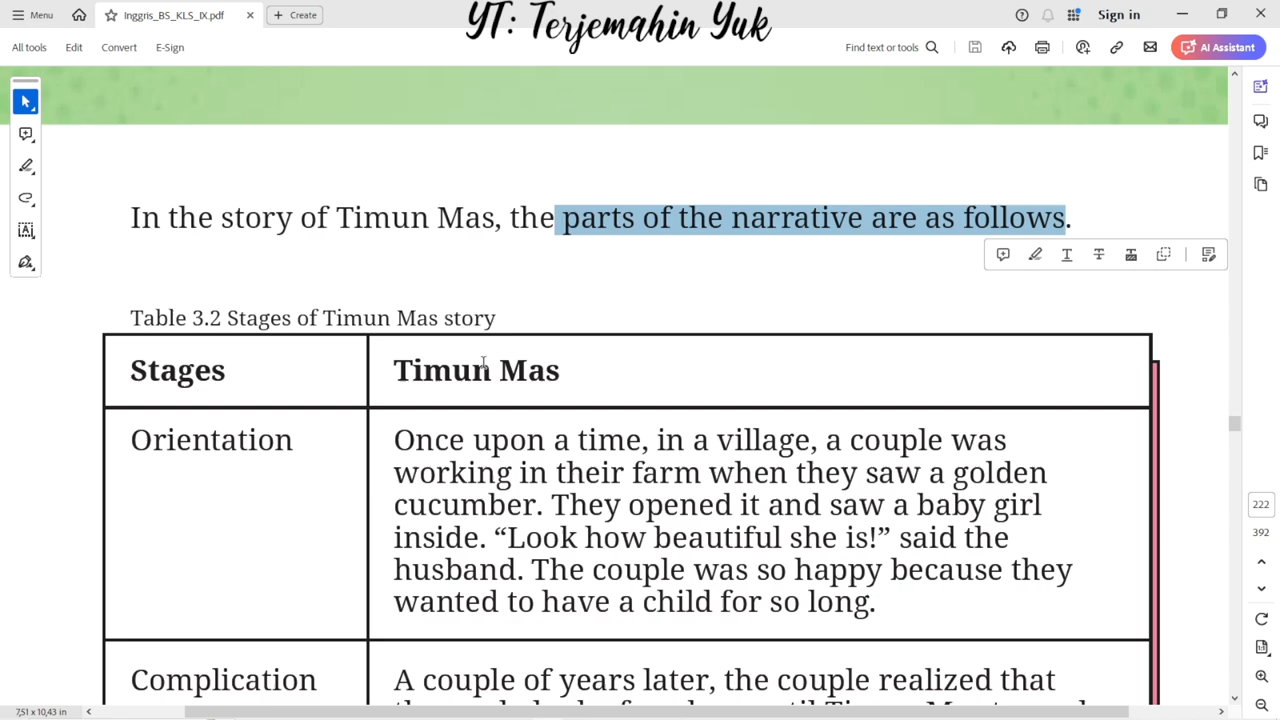 Menu
Inggris_BS_KLS_IX.pdf
Create
YT: Terjemahin Yuk
Sign in
All tools
Edit
Convert
E-Sign
Find text or tools
AI Assistant
In the story of Timun Mas, the parts of the narrative are as follows.
Table 3.2 Stages of Timun Mas story
Stages
Timun Mas
Orientation
Once upon a time, in a village, a couple was
working in their farm when they saw a golden
cucumber. They opened it and saw a baby girl
inside. “Look how beautiful she is!” said the
husband. The couple was so happy because they
wanted to have a child for so long.
Complication
A couple of years later, the couple realized that
222
392
7,51 x 10,43 in